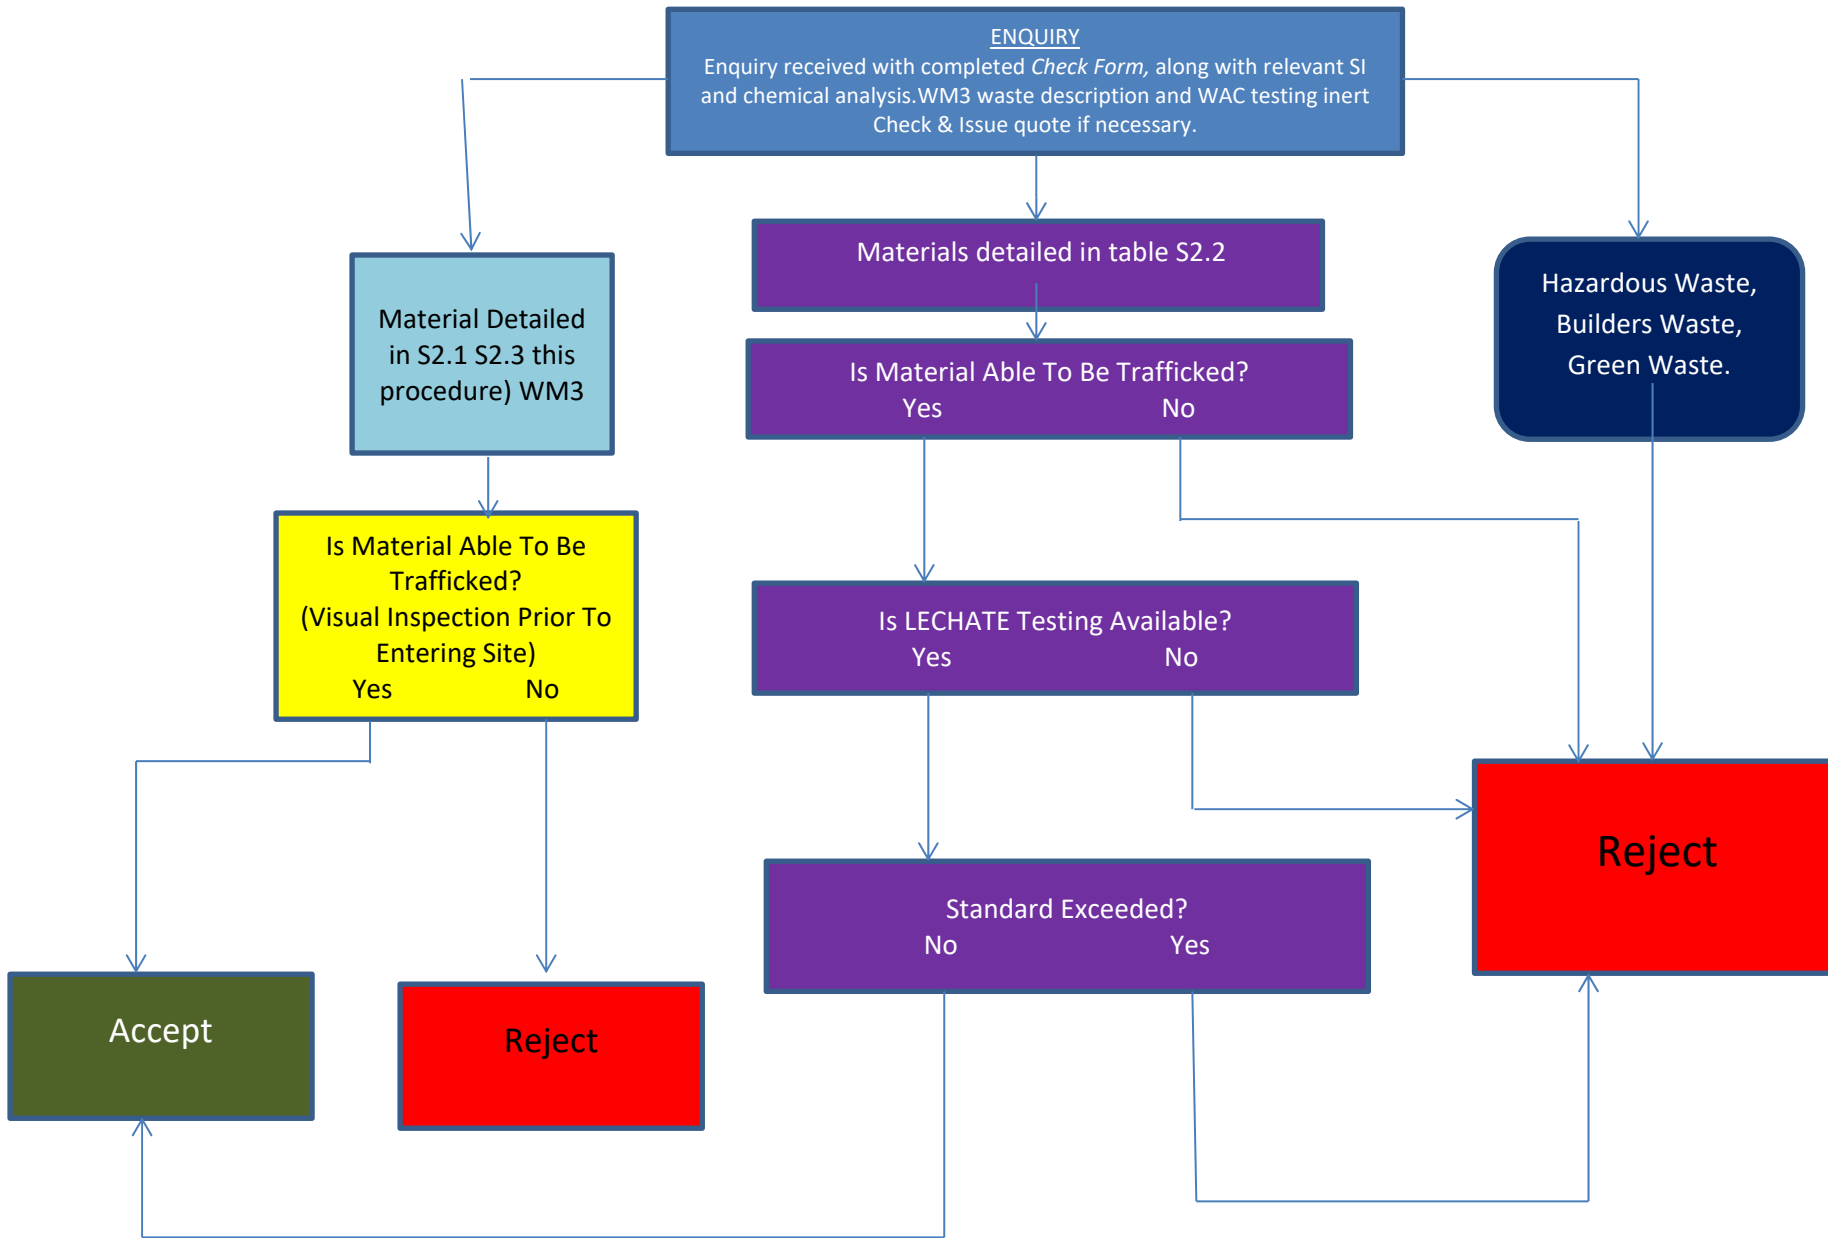 ENQUIRY
Enquiry received with completed Check Form, along with relevant SI
and chemical analysis.WM3 waste description and WAC testing inert
Check & Issue quote if necessary.
Materials detailed in table S2.2
Hazardous Waste,
Builders Waste,
Green Waste.
Material Detailed
in S2.1 S2.3 this
procedure) WM3
Is Material Able To Be Trafficked?
Yes No
Is Material Able To Be
Trafficked?
(Visual Inspection Prior To
Entering Site)
Yes No
Is LECHATE Testing Available?
Yes No
Reject
Standard Exceeded?
No Yes
Accept
Reject